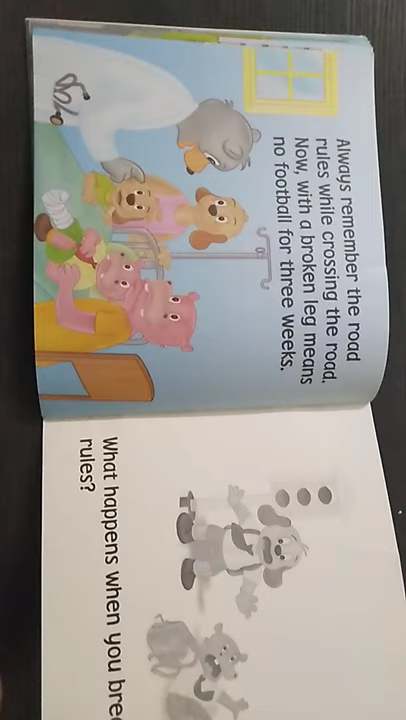 Always remember the road
rules while crossing the road.
Now, with a broken leg means
no football for three weeks.
What happens when you
rules?